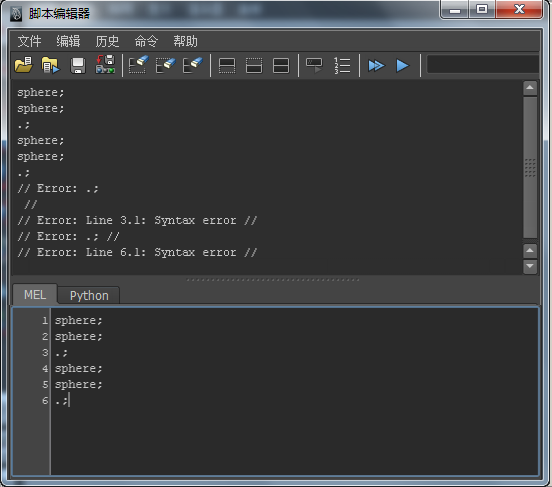 脚本编辑器
文件 编辑 历史 命令 帮助
sphere;
sphere;
.;
sphere;
sphere;
.;
// Error: .;
//
// Error: Line 3.1: Syntax error //
// Error: .; //
// Error: Line 6.1: Syntax error //
MEL Python
1 sphere;
2 sphere;
3 .;
4 sphere;
5 sphere;
6 .;